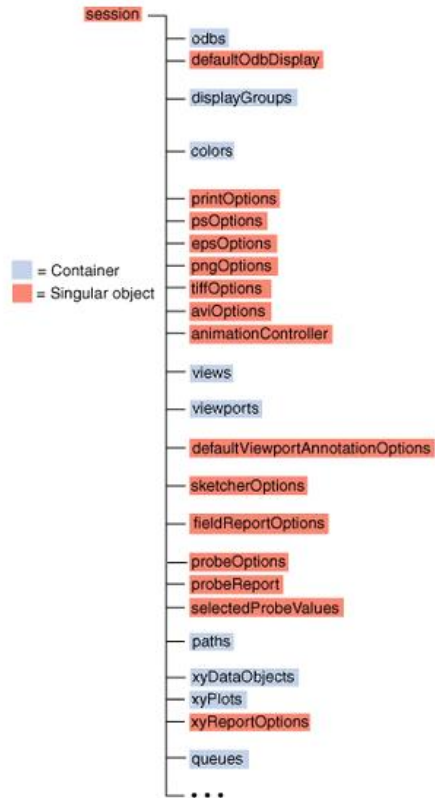 session
odbs
defaultOdbDisplay
displayGroups
colors
printOptions
psOptions
epsOptions
= Container
pngOptions
= Singular object
tiffOptions
aviOptions
animationController
views
viewports
defaultViewportAnnotationOptions
sketcherOptions
fieldReportOptions
probeOptions
probeReport
selectedProbeValues
paths
xyDataObjects
xyPlots
xyReportOptions
queues
• • •